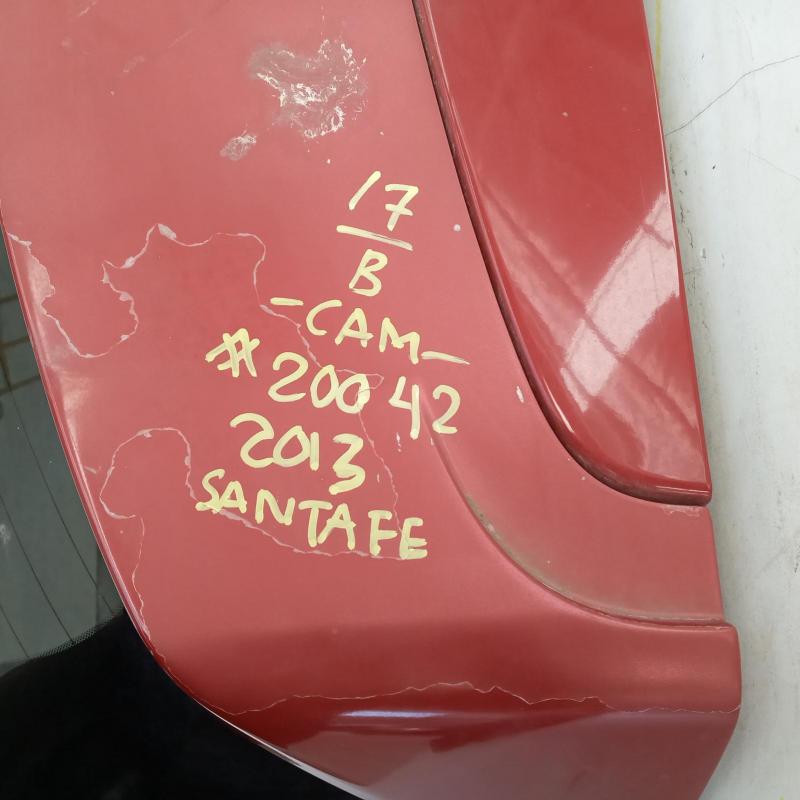 17
B
-CAM-
#20042
2013
SANTAFE